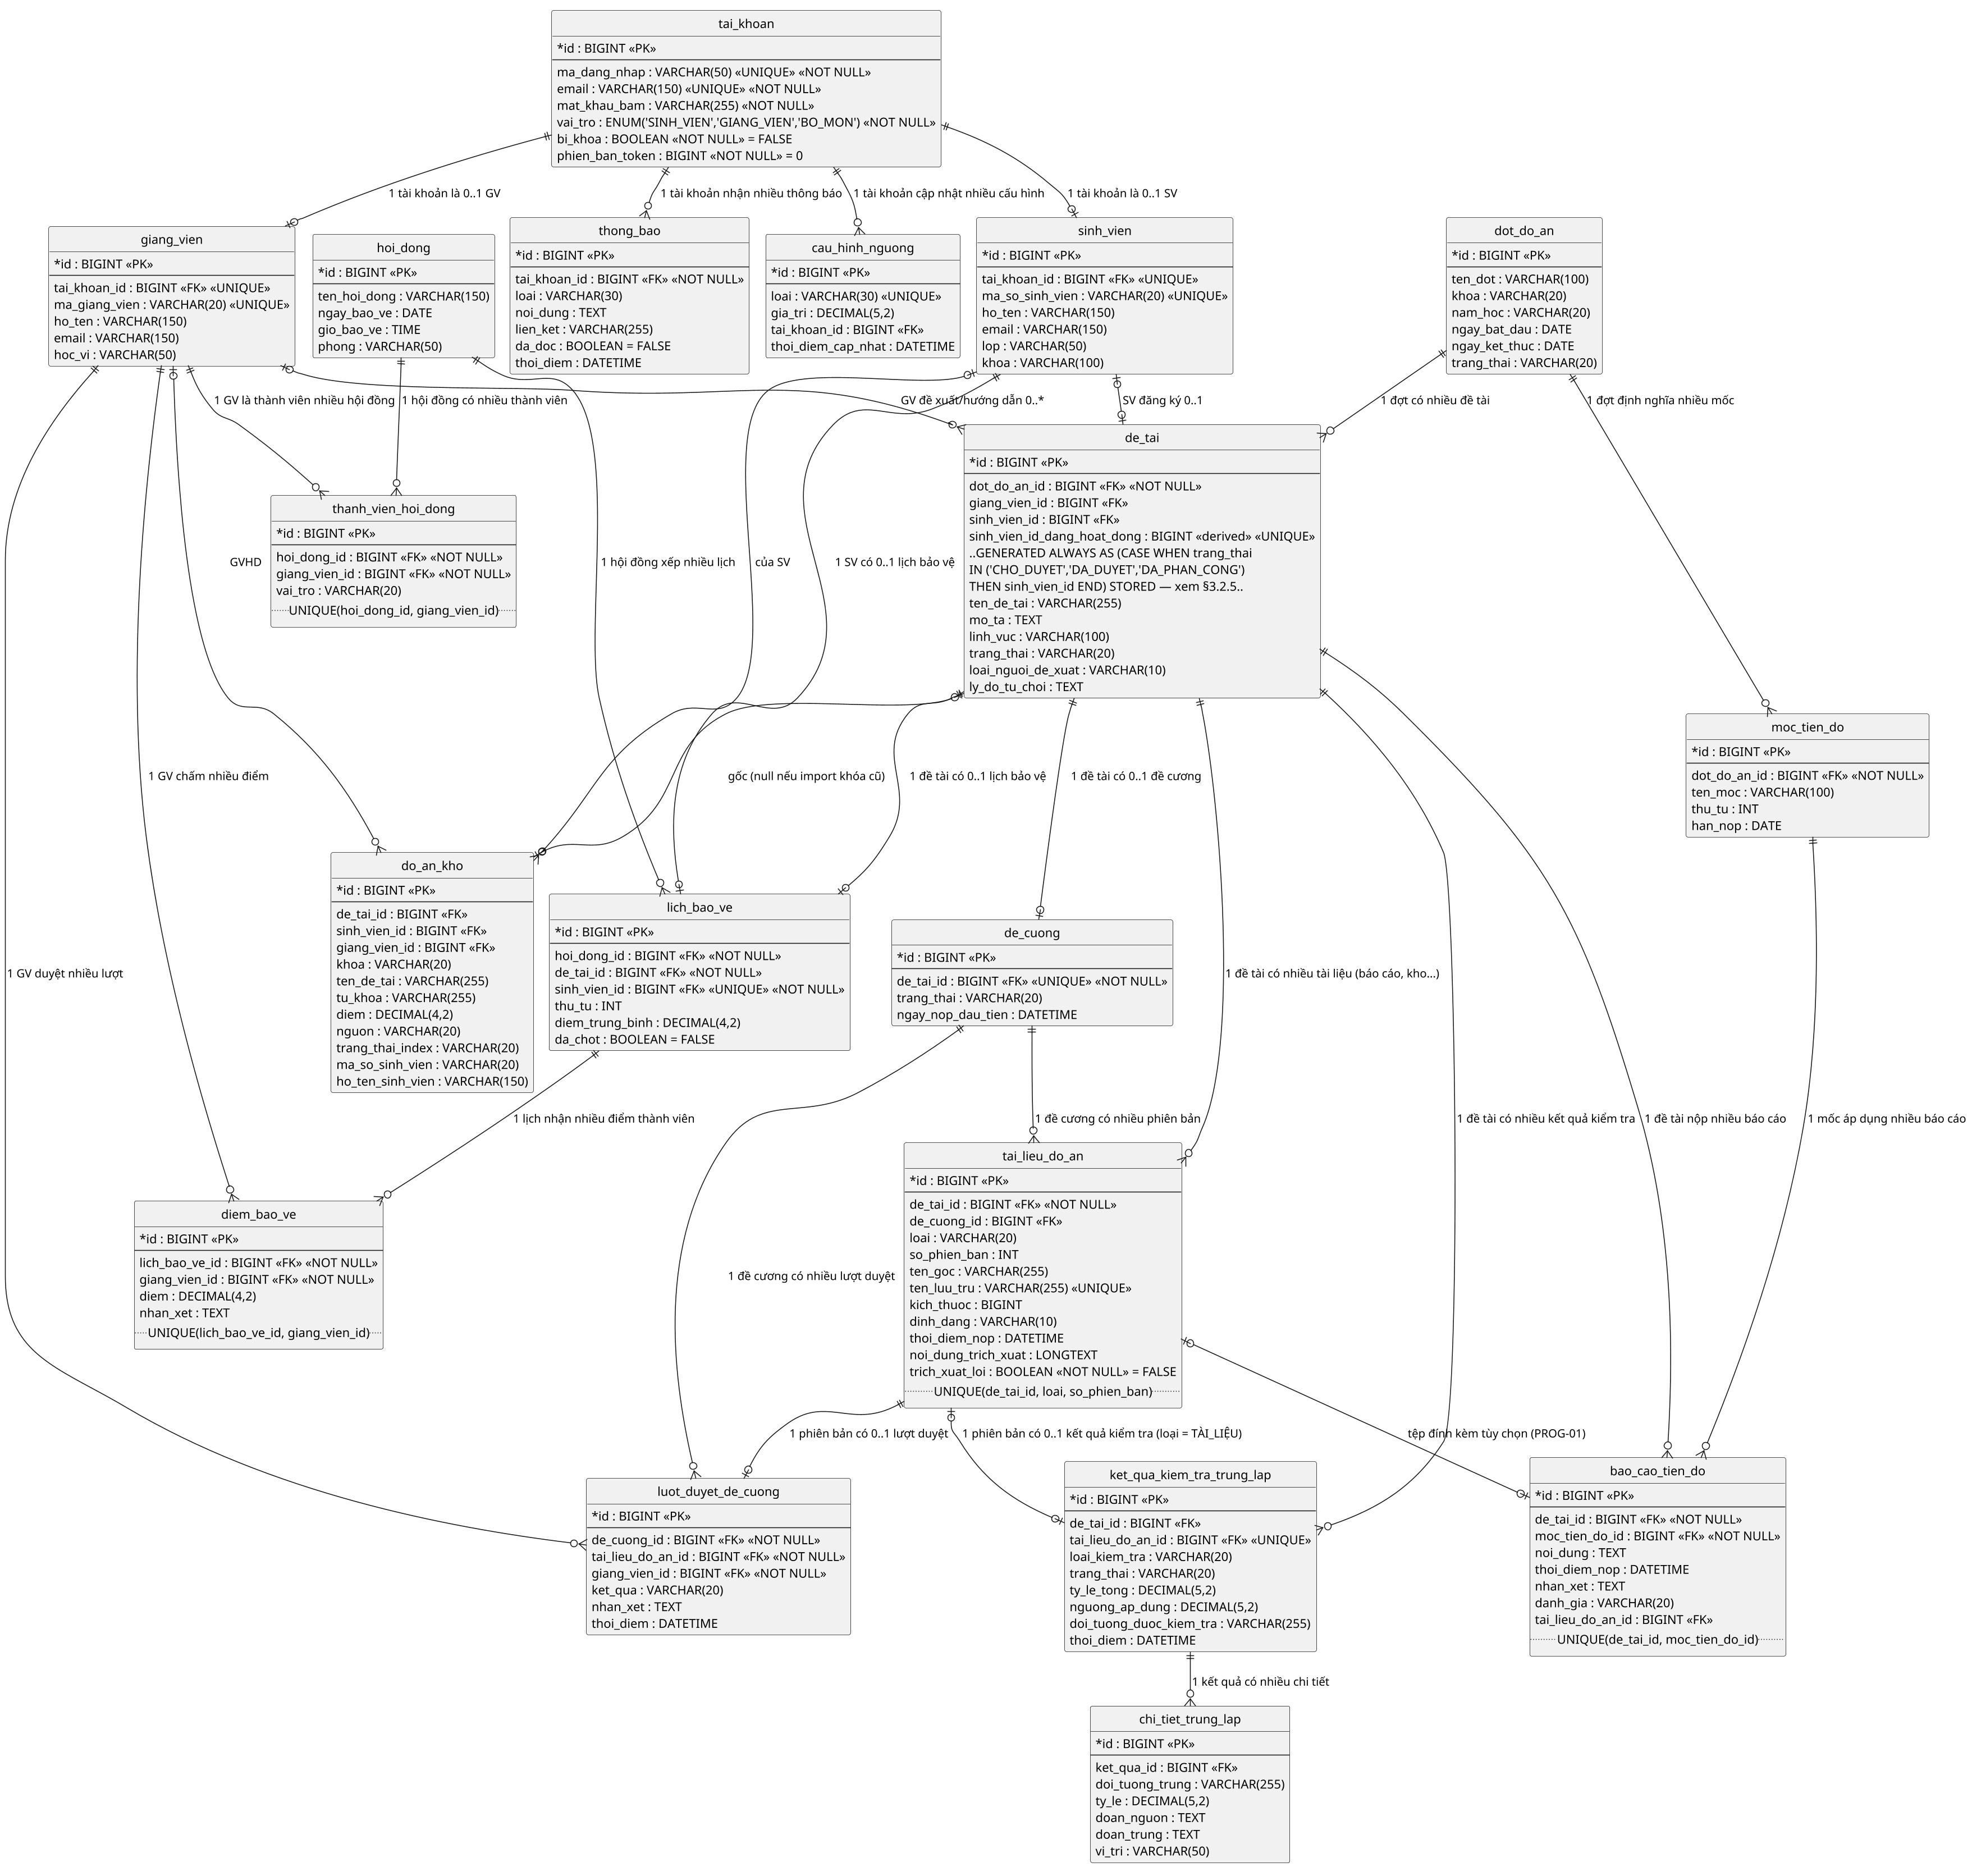 tai_khoan
*id : BIGINT «PK»
ma_dang_nhap : VARCHAR(50) «UNIQUE» «NOT NULL»
email : VARCHAR(150) «UNIQUE» «NOT NULL»
mat_khau_bam : VARCHAR(255) «NOT NULL»
vai_tro : ENUM('SINH_VIEN','GIANG_VIEN','BO_MON') «NOT NULL»
bi_khoa : BOOLEAN «NOT NULL» = FALSE
phien_ban_token : BIGINT «NOT NULL» = 0
1 tài khoản là 0..1 GV
1 tài khoản nhận nhiều thông báo
1 tài khoản cập nhật nhiều cấu hình
1 tài khoản là 0..1 SV
giang_vien
*id : BIGINT «PK»
tai_khoan_id : BIGINT «FK» «UNIQUE»
ma_giang_vien : VARCHAR(20) «UNIQUE»
ho_ten : VARCHAR(150)
email : VARCHAR(150)
hoc_vi : VARCHAR(50)
hoi_dong
*id : BIGINT «PK»
ten_hoi_dong : VARCHAR(150)
ngay_bao_ve : DATE
gio_bao_ve : TIME
phong : VARCHAR(50)
thong_bao
*id : BIGINT «PK»
tai_khoan_id : BIGINT «FK» «NOT NULL»
loai : VARCHAR(30)
noi_dung : TEXT
lien_ket : VARCHAR(255)
da_doc : BOOLEAN = FALSE
thoi_diem : DATETIME
cau_hinh_nguong
*id : BIGINT «PK»
loai : VARCHAR(30) «UNIQUE»
gia_tri : DECIMAL(5,2)
tai_khoan_id : BIGINT «FK»
thoi_diem_cap_nhat : DATETIME
sinh_vien
*id : BIGINT «PK»
tai_khoan_id : BIGINT «FK» «UNIQUE»
ma_so_sinh_vien : VARCHAR(20) «UNIQUE»
ho_ten : VARCHAR(150)
email : VARCHAR(150)
lop : VARCHAR(50)
khoa : VARCHAR(100)
dot_do_an
*id : BIGINT «PK»
ten_dot : VARCHAR(100)
khoa : VARCHAR(20)
nam_hoc : VARCHAR(20)
ngay_bat_dau : DATE
ngay_ket_thuc : DATE
trang_thai : VARCHAR(20)
1 GV là thành viên nhiều hội đồng
1 hội đồng có nhiều thành viên
GV đề xuất/hướng dẫn 0..*
SV đăng ký 0..1
1 đợt có nhiều đề tài
1 đợt định nghĩa nhiều mốc
thanh_vien_hoi_dong
*id : BIGINT «PK»
hoi_dong_id : BIGINT «FK» «NOT NULL»
giang_vien_id : BIGINT «FK» «NOT NULL»
vai_tro : VARCHAR(20)
UNIQUE(hoi_dong_id, giang_vien_id)
GVHD
1 hội đồng xếp nhiều lịch
của SV
1 SV có 0..1 lịch bảo vệ
de_tai
*id : BIGINT «PK»
dot_do_an_id : BIGINT «FK» «NOT NULL»
giang_vien_id : BIGINT «FK»
sinh_vien_id : BIGINT «FK»
sinh_vien_id_dang_hoat_dong : BIGINT «derived» «UNIQUE»
..GENERATED ALWAYS AS (CASE WHEN trang_thai
IN ('CHO_DUYET','DA_DUYET','DA_PHAN_CONG')
THEN sinh_vien_id END) STORED — xem §3.2.5..
ten_de_tai : VARCHAR(255)
mo_ta : TEXT
linh_vuc : VARCHAR(100)
trang_thai : VARCHAR(20)
loai_nguoi_de_xuat : VARCHAR(10)
ly_do_tu_choi : TEXT
moc_tien_do
*id : BIGINT «PK»
dot_do_an_id : BIGINT «FK» «NOT NULL»
ten_moc : VARCHAR(100)
thu_tu : INT
han_nop : DATE
1 GV chấm nhiều điểm
gốc (null nếu import khóa cũ)
1 đề tài có 0..1 lịch bảo vệ
1 đề tài có 0..1 đề cương
do_an_kho
*id : BIGINT «PK»
de_tai_id : BIGINT «FK»
sinh_vien_id : BIGINT «FK»
giang_vien_id : BIGINT «FK»
khoa : VARCHAR(20)
ten_de_tai : VARCHAR(255)
tu_khoa : VARCHAR(255)
diem : DECIMAL(4,2)
nguon : VARCHAR(20)
trang_thai_index : VARCHAR(20)
ma_so_sinh_vien : VARCHAR(20)
ho_ten_sinh_vien : VARCHAR(150)
lich_bao_ve
*id : BIGINT «PK»
hoi_dong_id : BIGINT «FK» «NOT NULL»
de_tai_id : BIGINT «FK» «NOT NULL»
sinh_vien_id : BIGINT «FK» «UNIQUE» «NOT NULL»
thu_tu : INT
diem_trung_binh : DECIMAL(4,2)
da_chot : BOOLEAN = FALSE
de_cuong
*id : BIGINT «PK»
de_tai_id : BIGINT «FK» «UNIQUE» «NOT NULL»
trang_thai : VARCHAR(20)
ngay_nop_dau_tien : DATETIME
1 GV duyệt nhiều lượt
1 đề tài có nhiều tài liệu (báo cáo, kho...)
1 lịch nhận nhiều điểm thành viên
1 đề cương có nhiều phiên bản
1 đề tài có nhiều kết quả kiểm tra
1 đề tài nộp nhiều báo cáo
1 mốc áp dụng nhiều báo cáo
diem_bao_ve
*id : BIGINT «PK»
lich_bao_ve_id : BIGINT «FK» «NOT NULL»
giang_vien_id : BIGINT «FK» «NOT NULL»
diem : DECIMAL(4,2)
nhan_xet : TEXT
UNIQUE(lich_bao_ve_id, giang_vien_id)
1 đề cương có nhiều lượt duyệt
tai_lieu_do_an
*id : BIGINT «PK»
de_tai_id : BIGINT «FK» «NOT NULL»
de_cuong_id : BIGINT «FK»
loai : VARCHAR(20)
so_phien_ban : INT
ten_goc : VARCHAR(255)
ten_luu_tru : VARCHAR(255) «UNIQUE»
kich_thuoc : BIGINT
dinh_dang : VARCHAR(10)
thoi_diem_nop : DATETIME
noi_dung_trich_xuat : LONGTEXT
trich_xuat_loi : BOOLEAN «NOT NULL» = FALSE
UNIQUE(de_tai_id, loai, so_phien_ban)
1 phiên bản có 0..1 lượt duyệt
1 phiên bản có 0..1 kết quả kiểm tra (loại = TÀI_LIỆU)
tệp đính kèm tùy chọn (PROG-01)
luot_duyet_de_cuong
*id : BIGINT «PK»
de_cuong_id : BIGINT «FK» «NOT NULL»
tai_lieu_do_an_id : BIGINT «FK» «NOT NULL»
giang_vien_id : BIGINT «FK» «NOT NULL»
ket_qua : VARCHAR(20)
nhan_xet : TEXT
thoi_diem : DATETIME
ket_qua_kiem_tra_trung_lap
*id : BIGINT «PK»
de_tai_id : BIGINT «FK»
tai_lieu_do_an_id : BIGINT «FK» «UNIQUE»
loai_kiem_tra : VARCHAR(20)
trang_thai : VARCHAR(20)
ty_le_tong : DECIMAL(5,2)
nguong_ap_dung : DECIMAL(5,2)
doi_tuong_duoc_kiem_tra : VARCHAR(255)
thoi_diem : DATETIME
bao_cao_tien_do
*id : BIGINT «PK»
de_tai_id : BIGINT «FK» «NOT NULL»
moc_tien_do_id : BIGINT «FK» «NOT NULL»
noi_dung : TEXT
thoi_diem_nop : DATETIME
nhan_xet : TEXT
danh_gia : VARCHAR(20)
tai_lieu_do_an_id : BIGINT «FK»
UNIQUE(de_tai_id, moc_tien_do_id)
1 kết quả có nhiều chi tiết
chi_tiet_trung_lap
*id : BIGINT «PK»
ket_qua_id : BIGINT «FK»
doi_tuong_trung : VARCHAR(255)
ty_le : DECIMAL(5,2)
doan_nguon : TEXT
doan_trung : TEXT
vi_tri : VARCHAR(50)